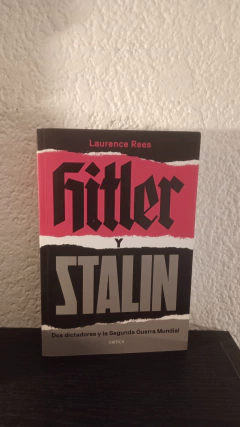 Laurence Rees
Hitler
Y
STALIN
Dos dictadores y la Segunda Guerra Mundial
CRÍTICA